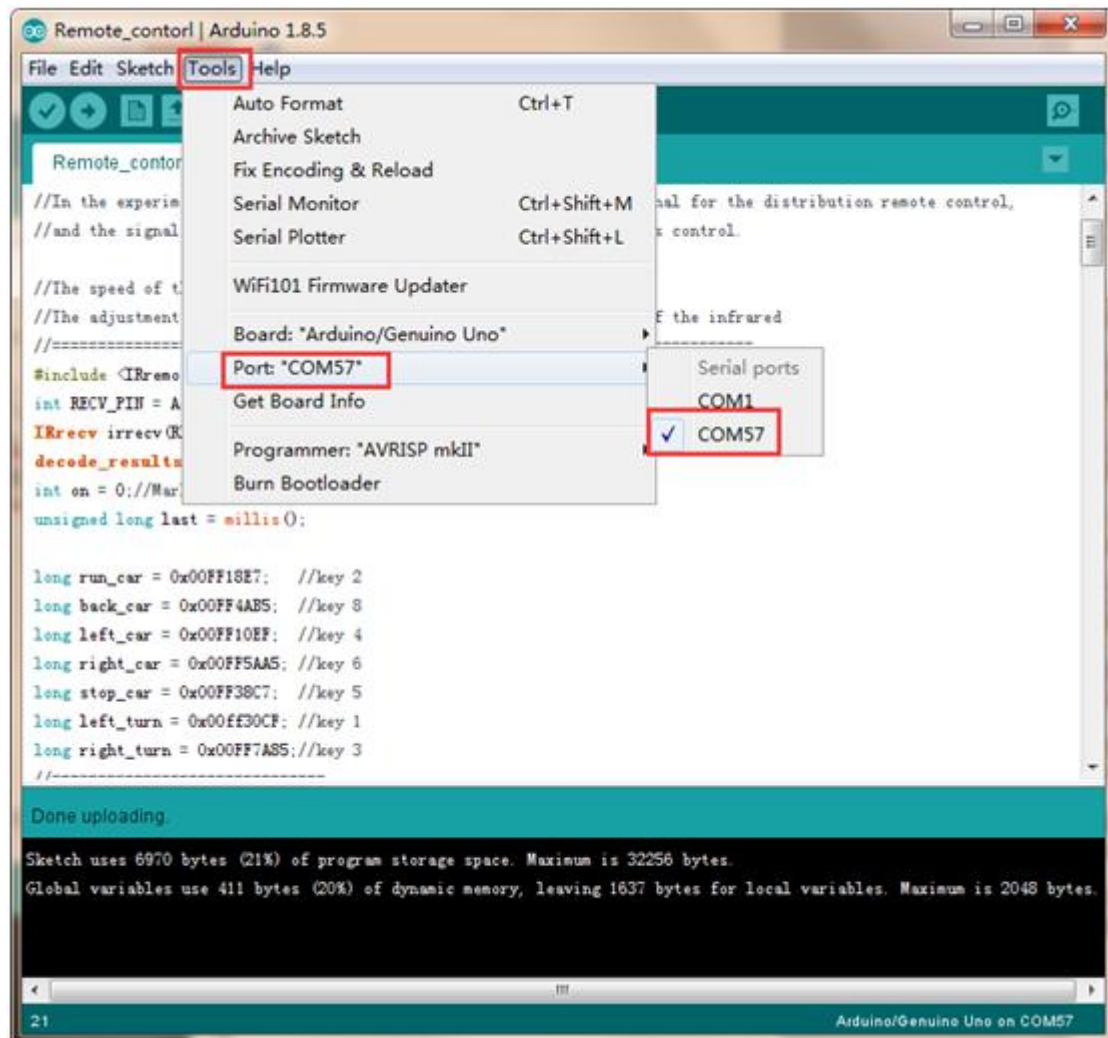 Remote_contorl | Arduino 1.8.5
File Edit Sketch Tools Help
Auto Format Ctrl+T
Archive Sketch
Remote_contor
Fix Encoding & Reload
//In the experim
Serial Monitor Ctrl+Shift+M
nal for the distribution remote control,
//and the signal
Serial Plotter Ctrl+Shift+L
s control.
WiFi101 Firmware Updater
//The speed of t
//The adjustment
f the infrared
Board: "Arduino/Genuino Uno"
//==============
Port: "COM57"
Serial ports
#include <IRremo
Get Board Info
COM1
int RECV_PIN = A
COM57
IRrecv irrecv(R
Programmer: "AVRISP mkII"
decode_results
Burn Bootloader
int on = 0;//Mar
unsigned long last = millis();
long run_car = 0x00FF18E7; //key 2
long back_car = 0x00FF4AB5; //key 8
long left_car = 0x00FF10EF; //key 4
long right_car = 0x00FF5AA5; //key 6
long stop_car = 0x00FF38C7; //key 5
long left_turn = 0x00ff30CF; //key 1
long right_turn = 0x00FF7A85;//key 3
//------------------------------
Done uploading.
Sketch uses 6970 bytes (21%) of program storage space. Maximum is 32256 bytes.
Global variables use 411 bytes (20%) of dynamic memory, leaving 1637 bytes for local variables. Maximum is 2048 bytes.
21
Arduino/Genuino Uno on COM57